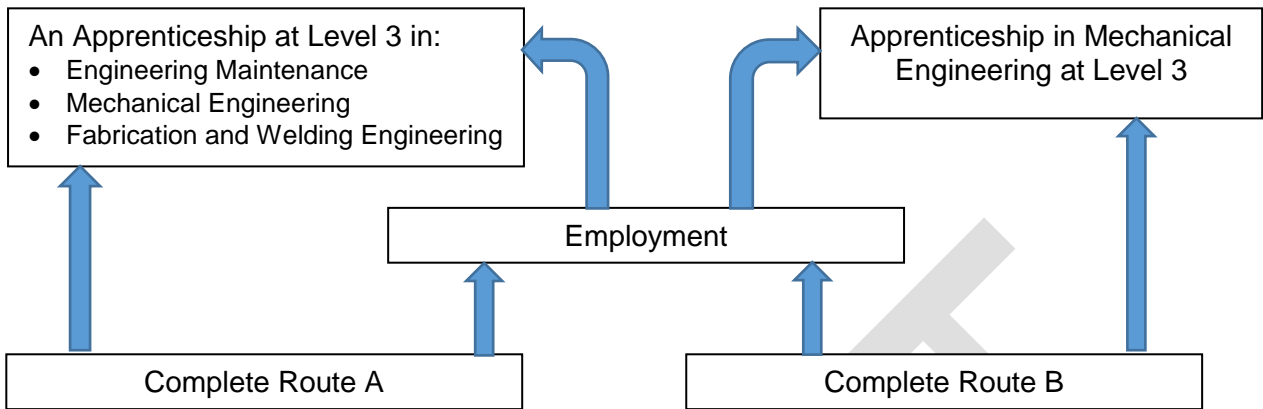 An Apprenticeship at Level 3 in:
• Engineering Maintenance
• Mechanical Engineering
• Fabrication and Welding Engineering
Apprenticeship in Mechanical
Engineering at Level 3
Employment
Complete Route A
Complete Route B